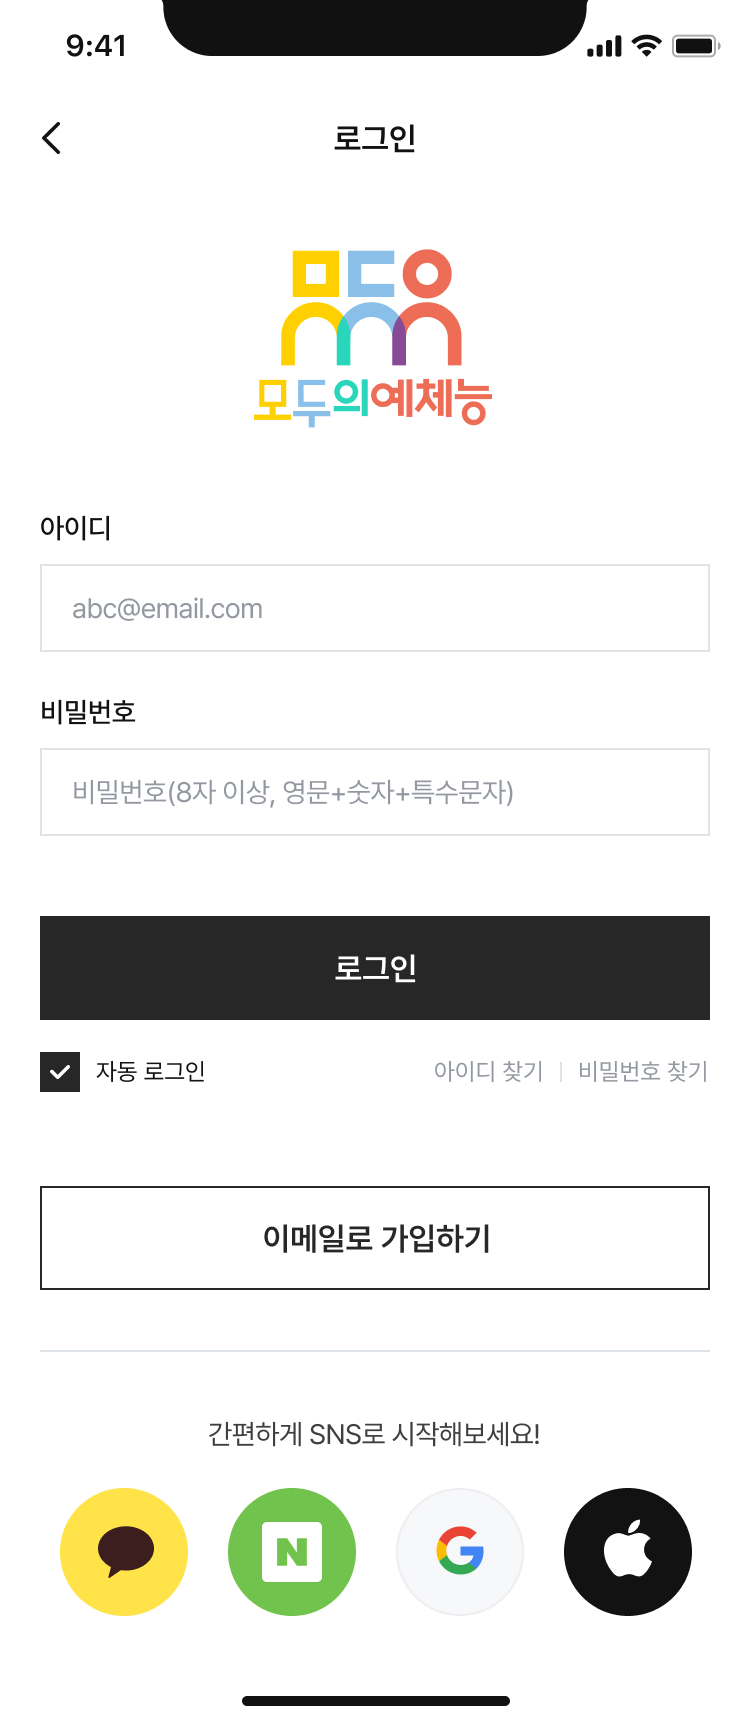 9:41
로그인
모두의예체능
아이디
abc@email.com
비밀번호
비밀번호(8자 이상, 영문+숫자+특수문자)
로그인
자동 로그인
아이디 찾기 | 비밀번호 찾기
이메일로 가입하기
간편하게 SNS로 시작해보세요!
N G